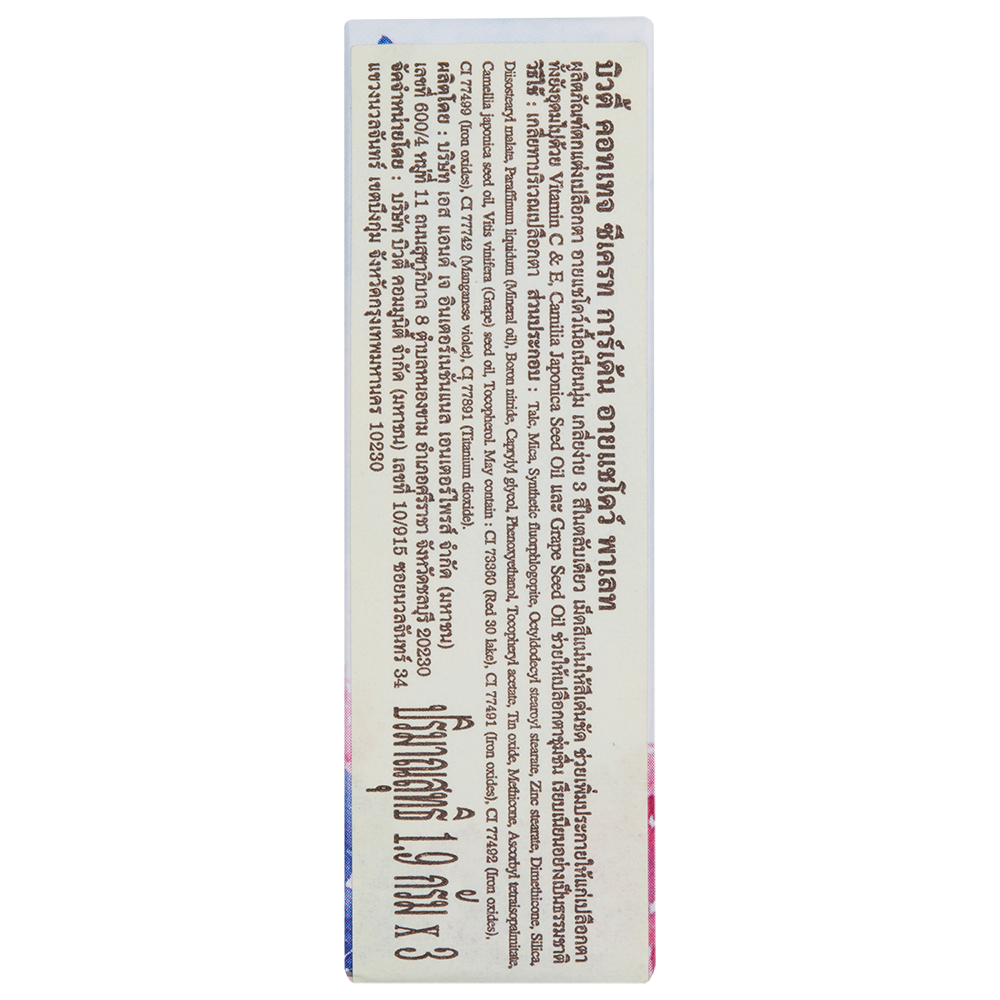 บิวตี้ คอทเทจ ซีเครท การ์เด้น อายแชโดว์ พาเลท
ผลิตภัณฑ์ตกแต่งเปลือกตา อายแชโดว์เนื้อเนียนนุ่ม เกลี่ยง่าย 3 สีในตลับเดียว เม็ดสีแน่นให้สีเด่นชัด ช่วยเพิ่มประกายให้แก่เปลือกตา
ทั้งยังอุดมไปด้วย Vitamin C & E, Camilia Japonica Seed Oil และ Grape Seed Oil ช่วยให้เปลือกตาชุ่มชื่น เรียบเนียนอย่างเป็นธรรมชาติ
วิธีใช้ : เกลี่ยทาบริเวณเปลือกตา ส่วนประกอบ : Talc, Mica, Synthetic fluorphlogopite, Octyldodecyl stearoyl stearate, Zinc stearate, Dimethicone, Silica,
Diisostearyl malate, Paraffinum liquidum (Mineral oil), Boron nitride, Caprylyl glycol, Phenoxyethanol, Tocopheryl acetate, Tin oxide, Methicone, Ascorbyl tetraisopalmitate,
Camellia japonica seed oil, Vitis vinifera (Grape) seed oil, Tocopherol. May contain : CI 73360 (Red 30 lake), CI 77491 (Iron oxides), CI 77492 (Iron oxides),
CI 77499 (Iron oxides), CI 77742 (Manganese violet), CI 77891 (Titanium dioxide).
ผลิตโดย : บริษัท เอส แอนด์ เจ อินเตอร์เนชั่นแนล เอนเตอร์ไพรส์ จำกัด (มหาชน)
เลขที่ 600/4 หมู่ที่ 11 ถนนสุขาภิบาล 8 ตำบลหนองขาม อำเภอศรีราชา จังหวัดชลบุรี 20230
จัดจำหน่ายโดย : บริษัท บิวตี้ คอมมูนิตี้ จำกัด (มหาชน) เลขที่ 10/915 ซอยนวลจันทร์ 34
แขวงนวลจันทร์ เขตบึงกุ่ม จังหวัดกรุงเทพมหานคร 10230
ปริมาณสุทธิ 1.9 กรัม x 3